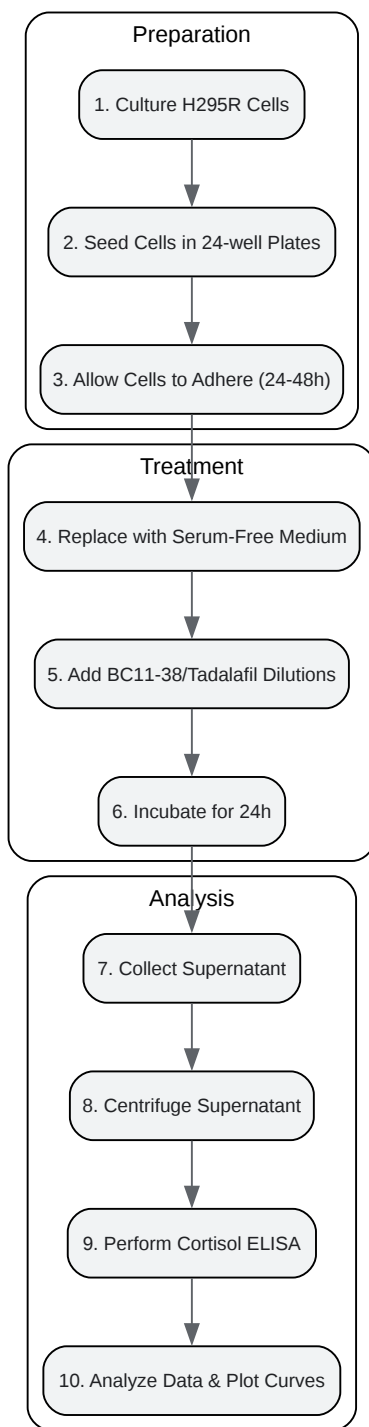 Preparation
1. Culture H295R Cells
2. Seed Cells in 24-well Plates
3. Allow Cells to Adhere (24-48h)
Treatment
4. Replace with Serum-Free Medium
5. Add BC11-38/Tadalafil Dilutions
6. Incubate for 24h
Analysis
7. Collect Supernatant
8. Centrifuge Supernatant
9. Perform Cortisol ELISA
10. Analyze Data & Plot Curves